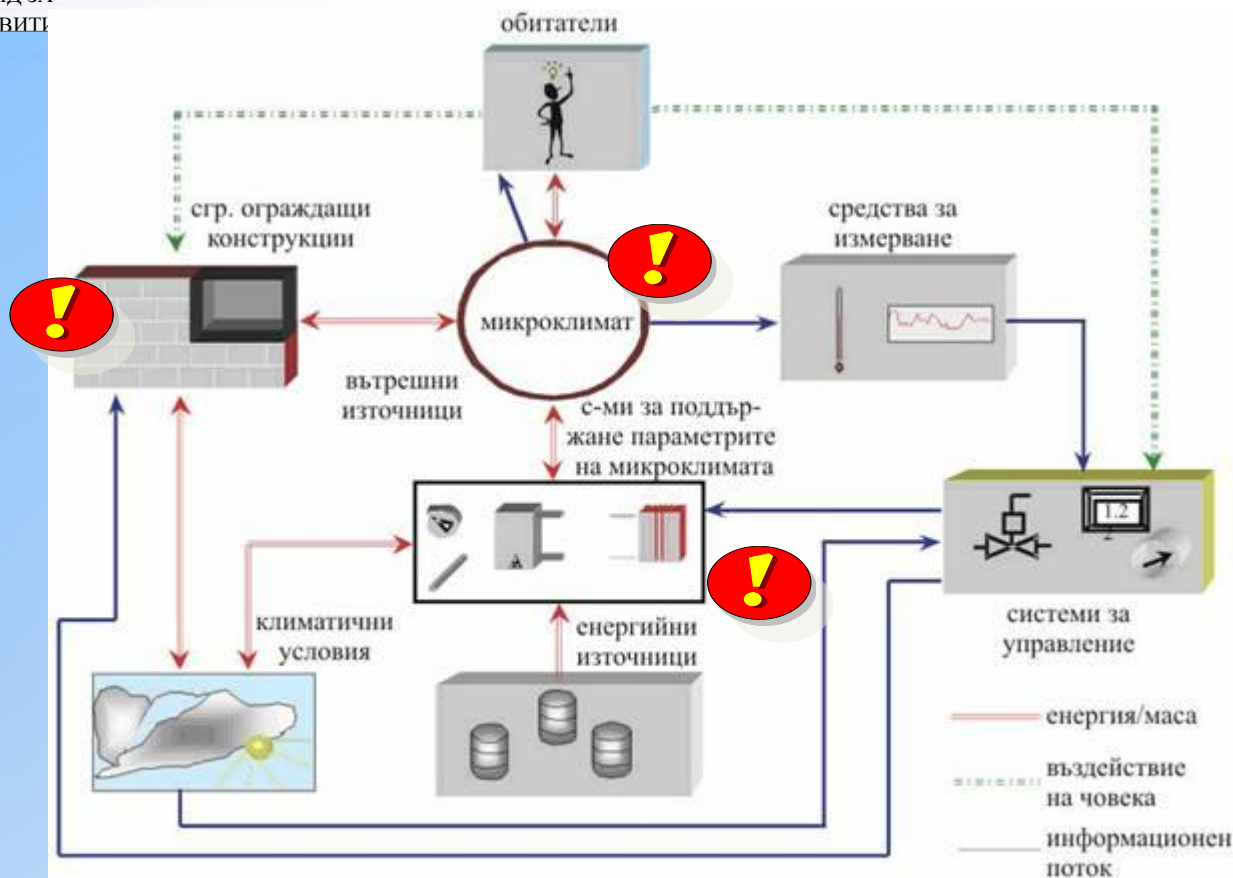 обитатели
сгр. ограждащи
конструкции
средства за
измерване
микроклимат
вътрешни
източници
с-ми за поддър-
жане параметрите
на микроклимата
1.2
климатични
условия
енергийни
източници
системи за
управление
енергия/маса
въздействие
на човека
информационен
поток